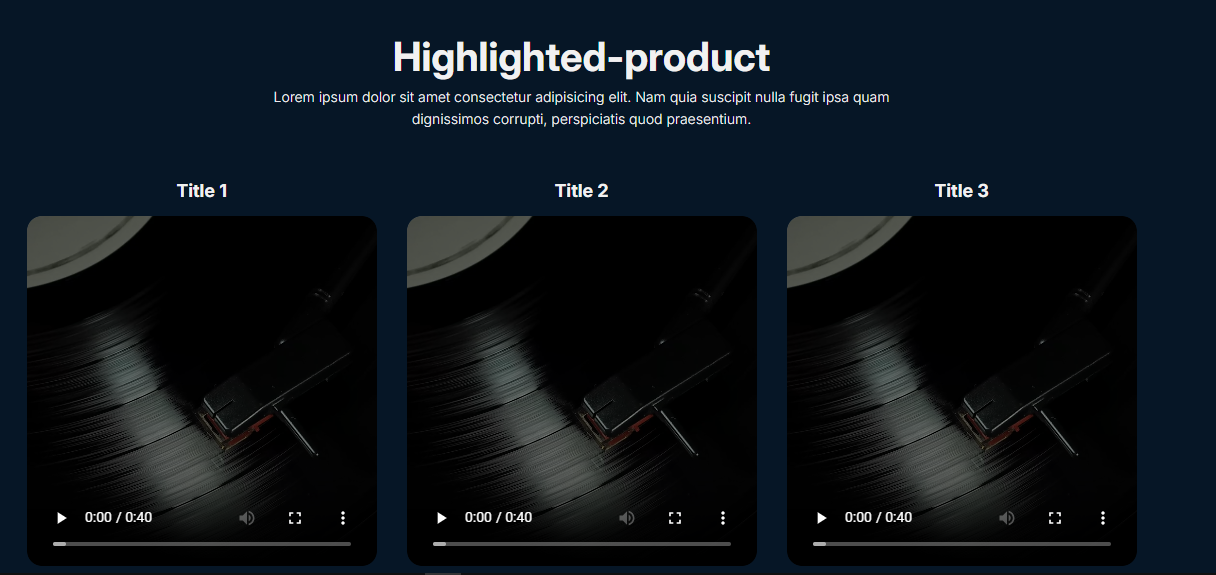 Highlighted-product
Lorem ipsum dolor sit amet consectetur adipisicing elit. Nam quia suscipit nulla fugit ipsa quam
dignissimos corrupti, perspiciatis quod praesentium.
Title 1
Title 2
Title 3
0:00 / 0:40
0:00 / 0:40
0:00 / 0:40